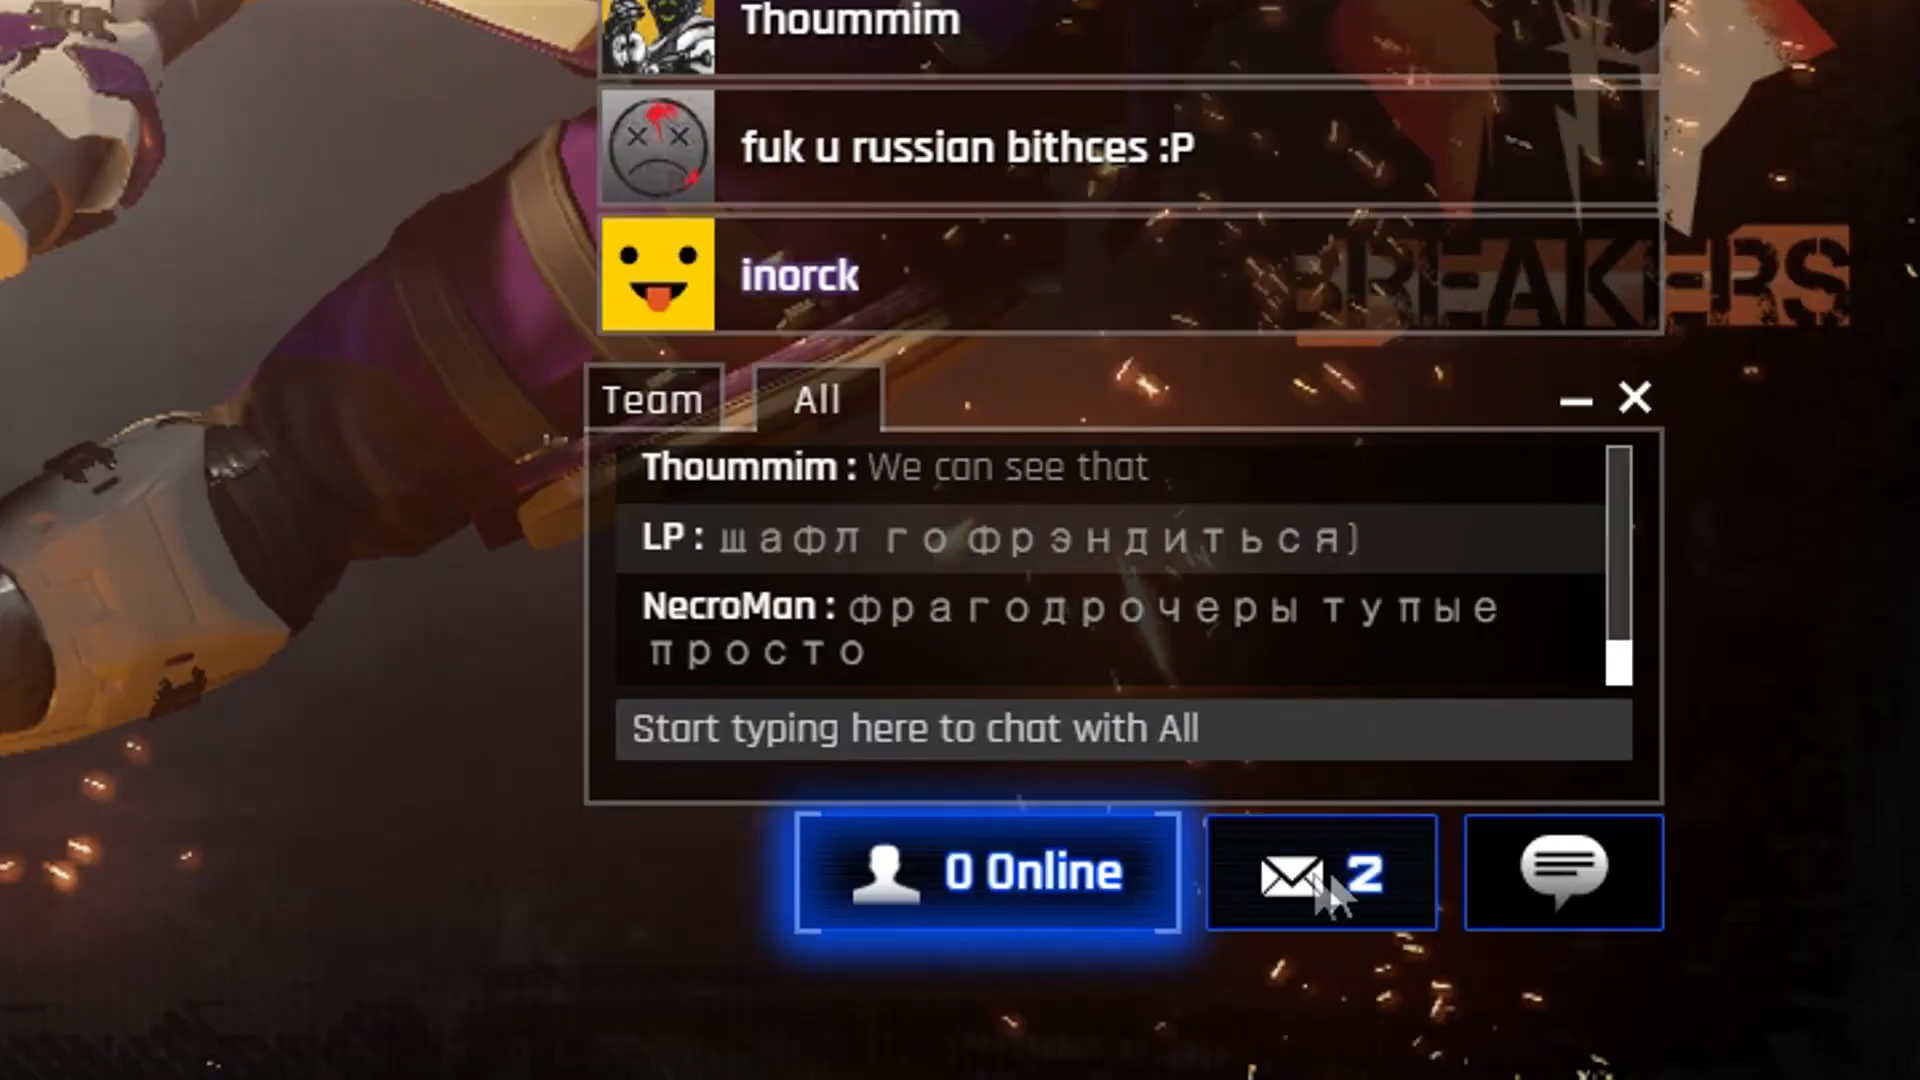 Thoummim
fuk u russian bithces :P
inorck
BREAKERS
Team All
Thoummim : We can see that
LP : шафл го фрэндиться)
NecroMan : фрагодрочеры тупые
просто
Start typing here to chat with All
0 Online 2